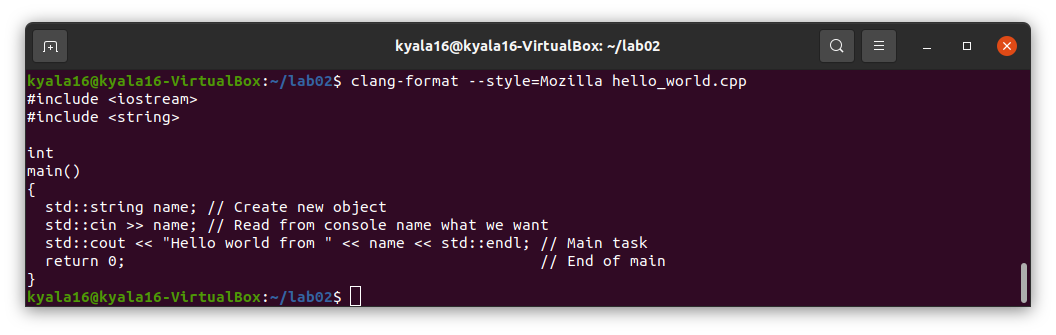 kyala16@kyala16-VirtualBox: ~/lab02
kyala16@kyala16-VirtualBox:~/lab02$ clang-format --style=Mozilla hello_world.cpp
#include <iostream>
#include <string>

int
main()
{
  std::string name; // Create new object
  std::cin >> name; // Read from console name what we want
  std::cout << "Hello world from " << name << std::endl; // Main task
  return 0;                                              // End of main
}
kyala16@kyala16-VirtualBox:~/lab02$